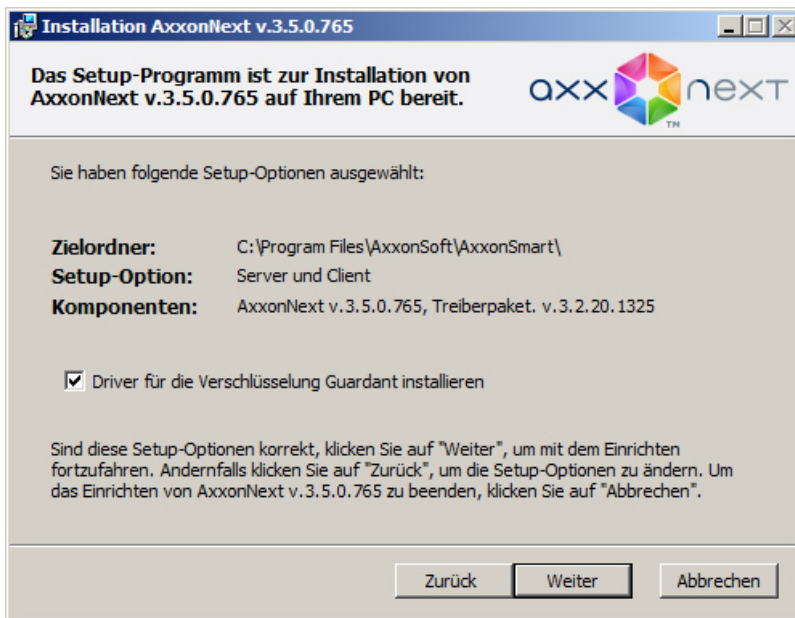 Installation AxxonNext v.3.5.0.765
Das Setup-Programm ist zur Installation von
AxxonNext v.3.5.0.765 auf Ihrem PC bereit.
axx next
TM
Sie haben folgende Setup-Optionen ausgewählt:
Zielordner: C:\Program Files\AxxonSoft\AxxonSmart\
Setup-Option: Server und Client
Komponenten: AxxonNext v.3.5.0.765, Treiberpaket. v.3.2.20.1325
Driver für die Verschlüsselung Guardant installieren
Sind diese Setup-Optionen korrekt, klicken Sie auf "Weiter", um mit dem Einrichten
fortzufahren. Andernfalls klicken Sie auf "Zurück", um die Setup-Optionen zu ändern. Um
das Einrichten von AxxonNext v.3.5.0.765 zu beenden, klicken Sie auf "Abbrechen".
Zurück Weiter Abbrechen